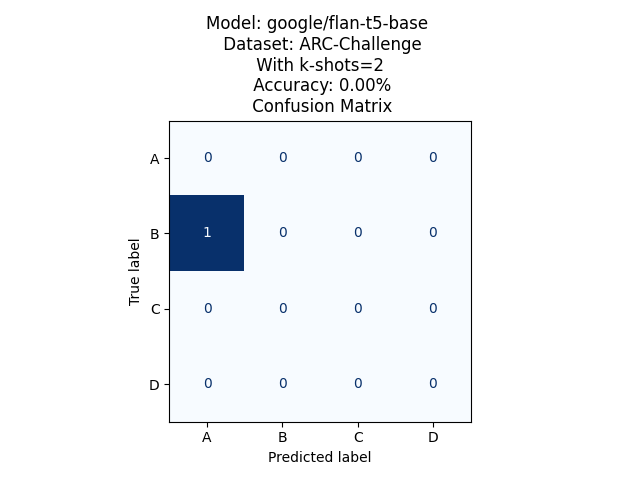 Model: google/flan-t5-base
Dataset: ARC-Challenge
With k-shots=2
Accuracy: 0.00%
Confusion Matrix
A 0 0 0 0
B 1 0 0 0
C 0 0 0 0
D 0 0 0 0
True label
A B C D
Predicted label